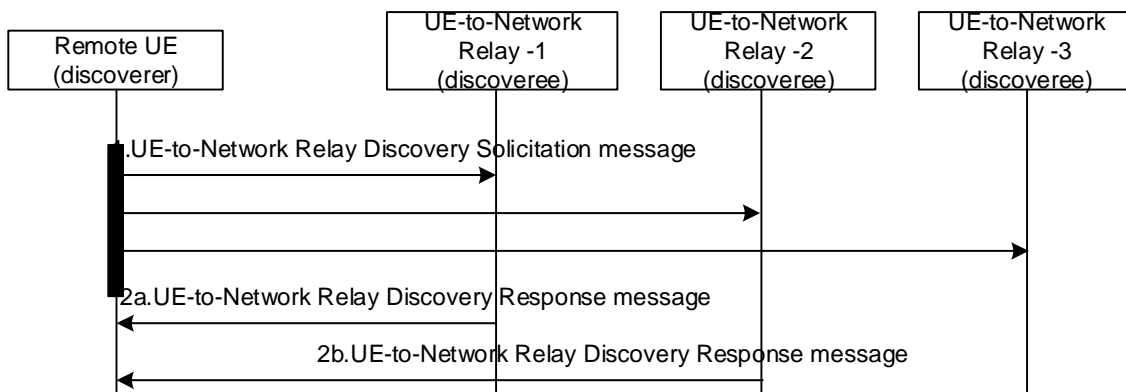 Remote UE
(discoverer)
UE-to-Network
Relay -1
(discoveree)
UE-to-Network
Relay -2
(discoveree)
UE-to-Network
Relay -3
(discoveree)
1.UE-to-Network Relay Discovery Solicitation message
2a.UE-to-Network Relay Discovery Response message
2b.UE-to-Network Relay Discovery Response message